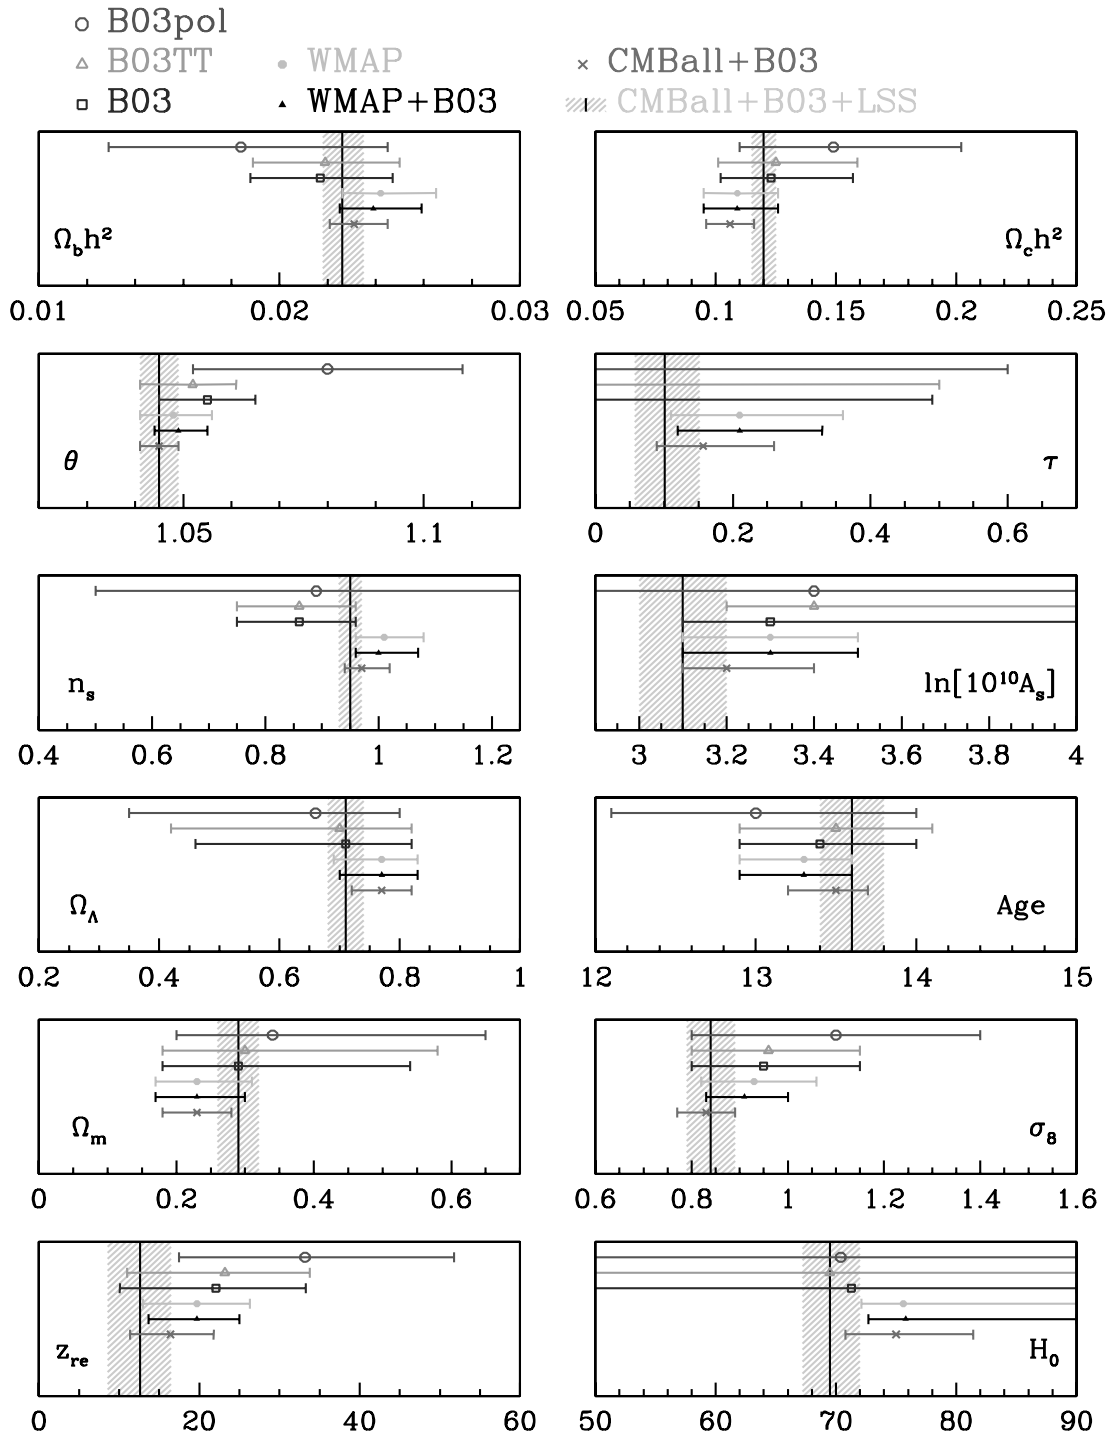 B03pol
B03TT WMAP CMBall+B03
B03 WMAP+B03 CMBall+B03+LSS
Ω_b h² Ω_c h²
0.01 0.02 0.03 0.05 0.1 0.15 0.2 0.25
θ τ
1.05 1.1 0 0.2 0.4 0.6
n_s ln[10¹⁰A_s]
0.4 0.6 0.8 1 1.2 3 3.2 3.4 3.6 3.8 4
Ω_Λ Age
0.2 0.4 0.6 0.8 1 12 13 14 15
Ω_m σ_8
0 0.2 0.4 0.6 0.6 0.8 1 1.2 1.4 1.6
z_re H_0
0 20 40 60 50 60 70 80 90